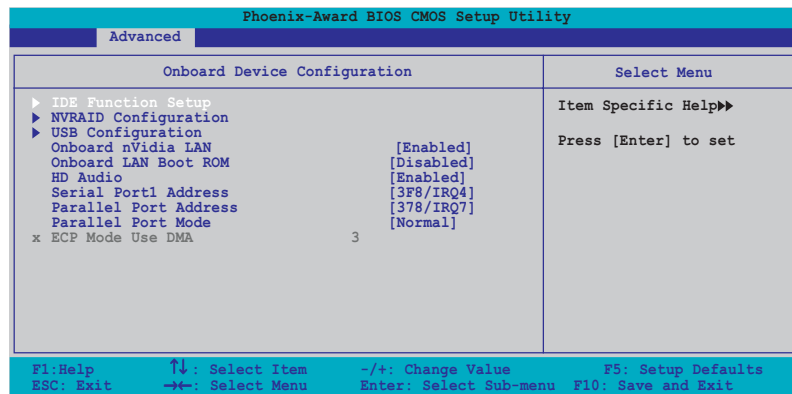 Phoenix-Award BIOS CMOS Setup Utility
Advanced
Onboard Device Configuration
Select Menu
▶ IDE Function Setup
▶ NVRAID Configuration
▶ USB Configuration
Onboard nVidia LAN [Enabled]
Onboard LAN Boot ROM [Disabled]
HD Audio [Enabled]
Serial Port1 Address [3F8/IRQ4]
Parallel Port Address [378/IRQ7]
Parallel Port Mode [Normal]
x ECP Mode Use DMA 3
Item Specific Help▶▶
Press [Enter] to set
F1:Help ↑↓: Select Item -/+: Change Value F5: Setup Defaults
ESC: Exit →←: Select Menu Enter: Select Sub-menu F10: Save and Exit